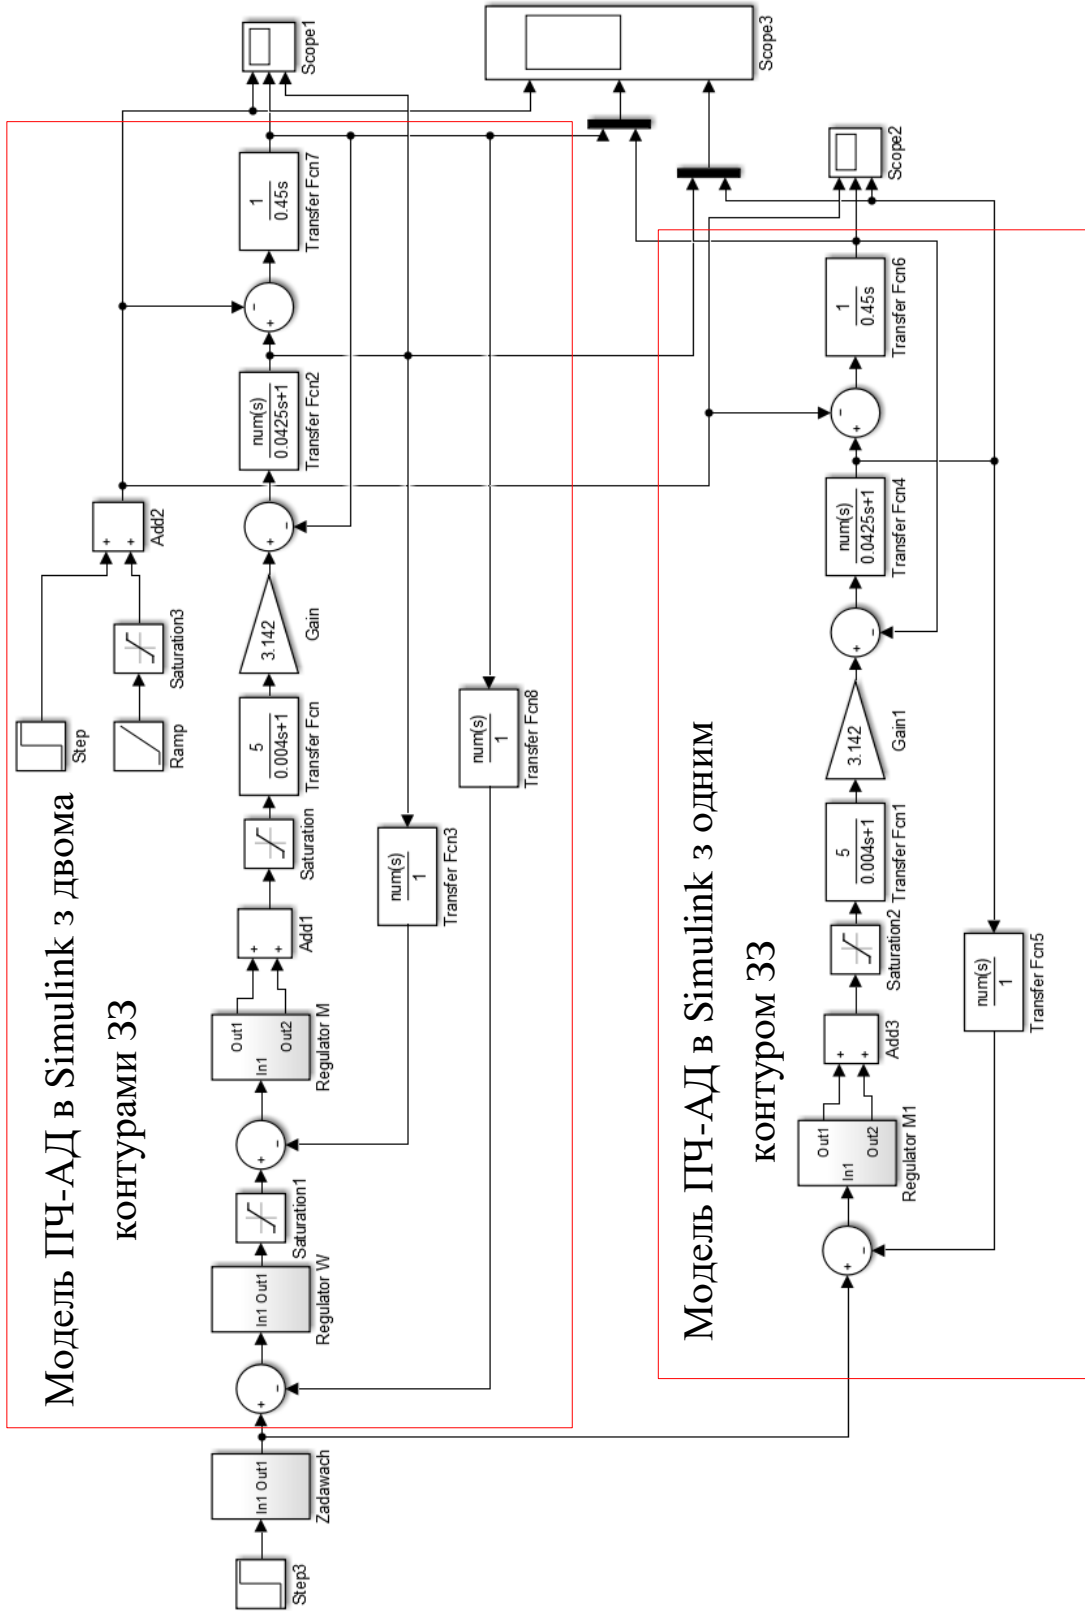 Модель ПЧ-АД в Simulink з двома
контурами ЗЗ
Step
Ramp
Saturation3
+
+
Add2
Step3
In1 Out1
Zadawach
+
-
In1 Out1
Regulator W
Saturation1
+
-
In1
Out1
Out2
Regulator M
+
+
Add1
Saturation
5
0.004s+1
Transfer Fcn
3.142
Gain
+
-
num(s)
0.0425s+1
Transfer Fcn2
+
-
1
0.45s
Transfer Fcn7
Scope1
num(s)
1
Transfer Fcn3
num(s)
1
Transfer Fcn8
Scope3
Модель ПЧ-АД в Simulink з одним
контуром ЗЗ
+
-
In1
Out1
Out2
Regulator M1
+
+
Add3
Saturation2
5
0.004s+1
Transfer Fcn1
3.142
Gain1
+
-
num(s)
0.0425s+1
Transfer Fcn4
+
-
1
0.45s
Transfer Fcn6
Scope2
num(s)
1
Transfer Fcn5